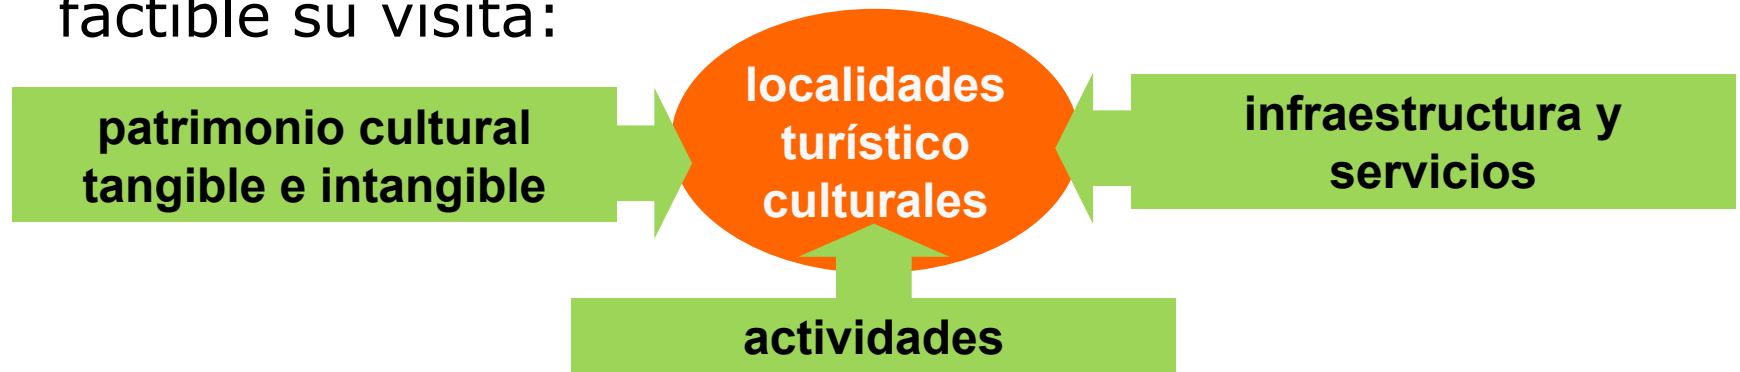 factible su visita:
patrimonio cultural
tangible e intangible
localidades
turístico
culturales
infraestructura y
servicios
actividades